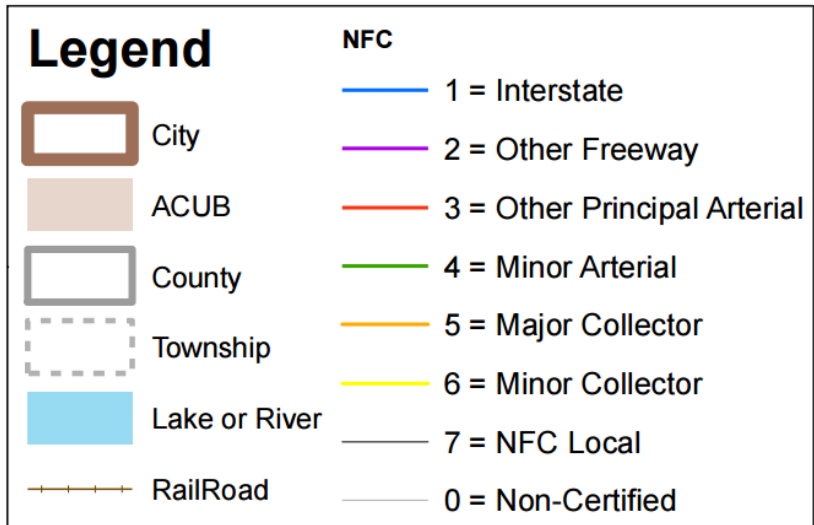 Legend
City
ACUB
County
Township
Lake or River
RailRoad
NFC
1 = Interstate
2 = Other Freeway
3 = Other Principal Arterial
4 = Minor Arterial
5 = Major Collector
6 = Minor Collector
7 = NFC Local
0 = Non-Certified